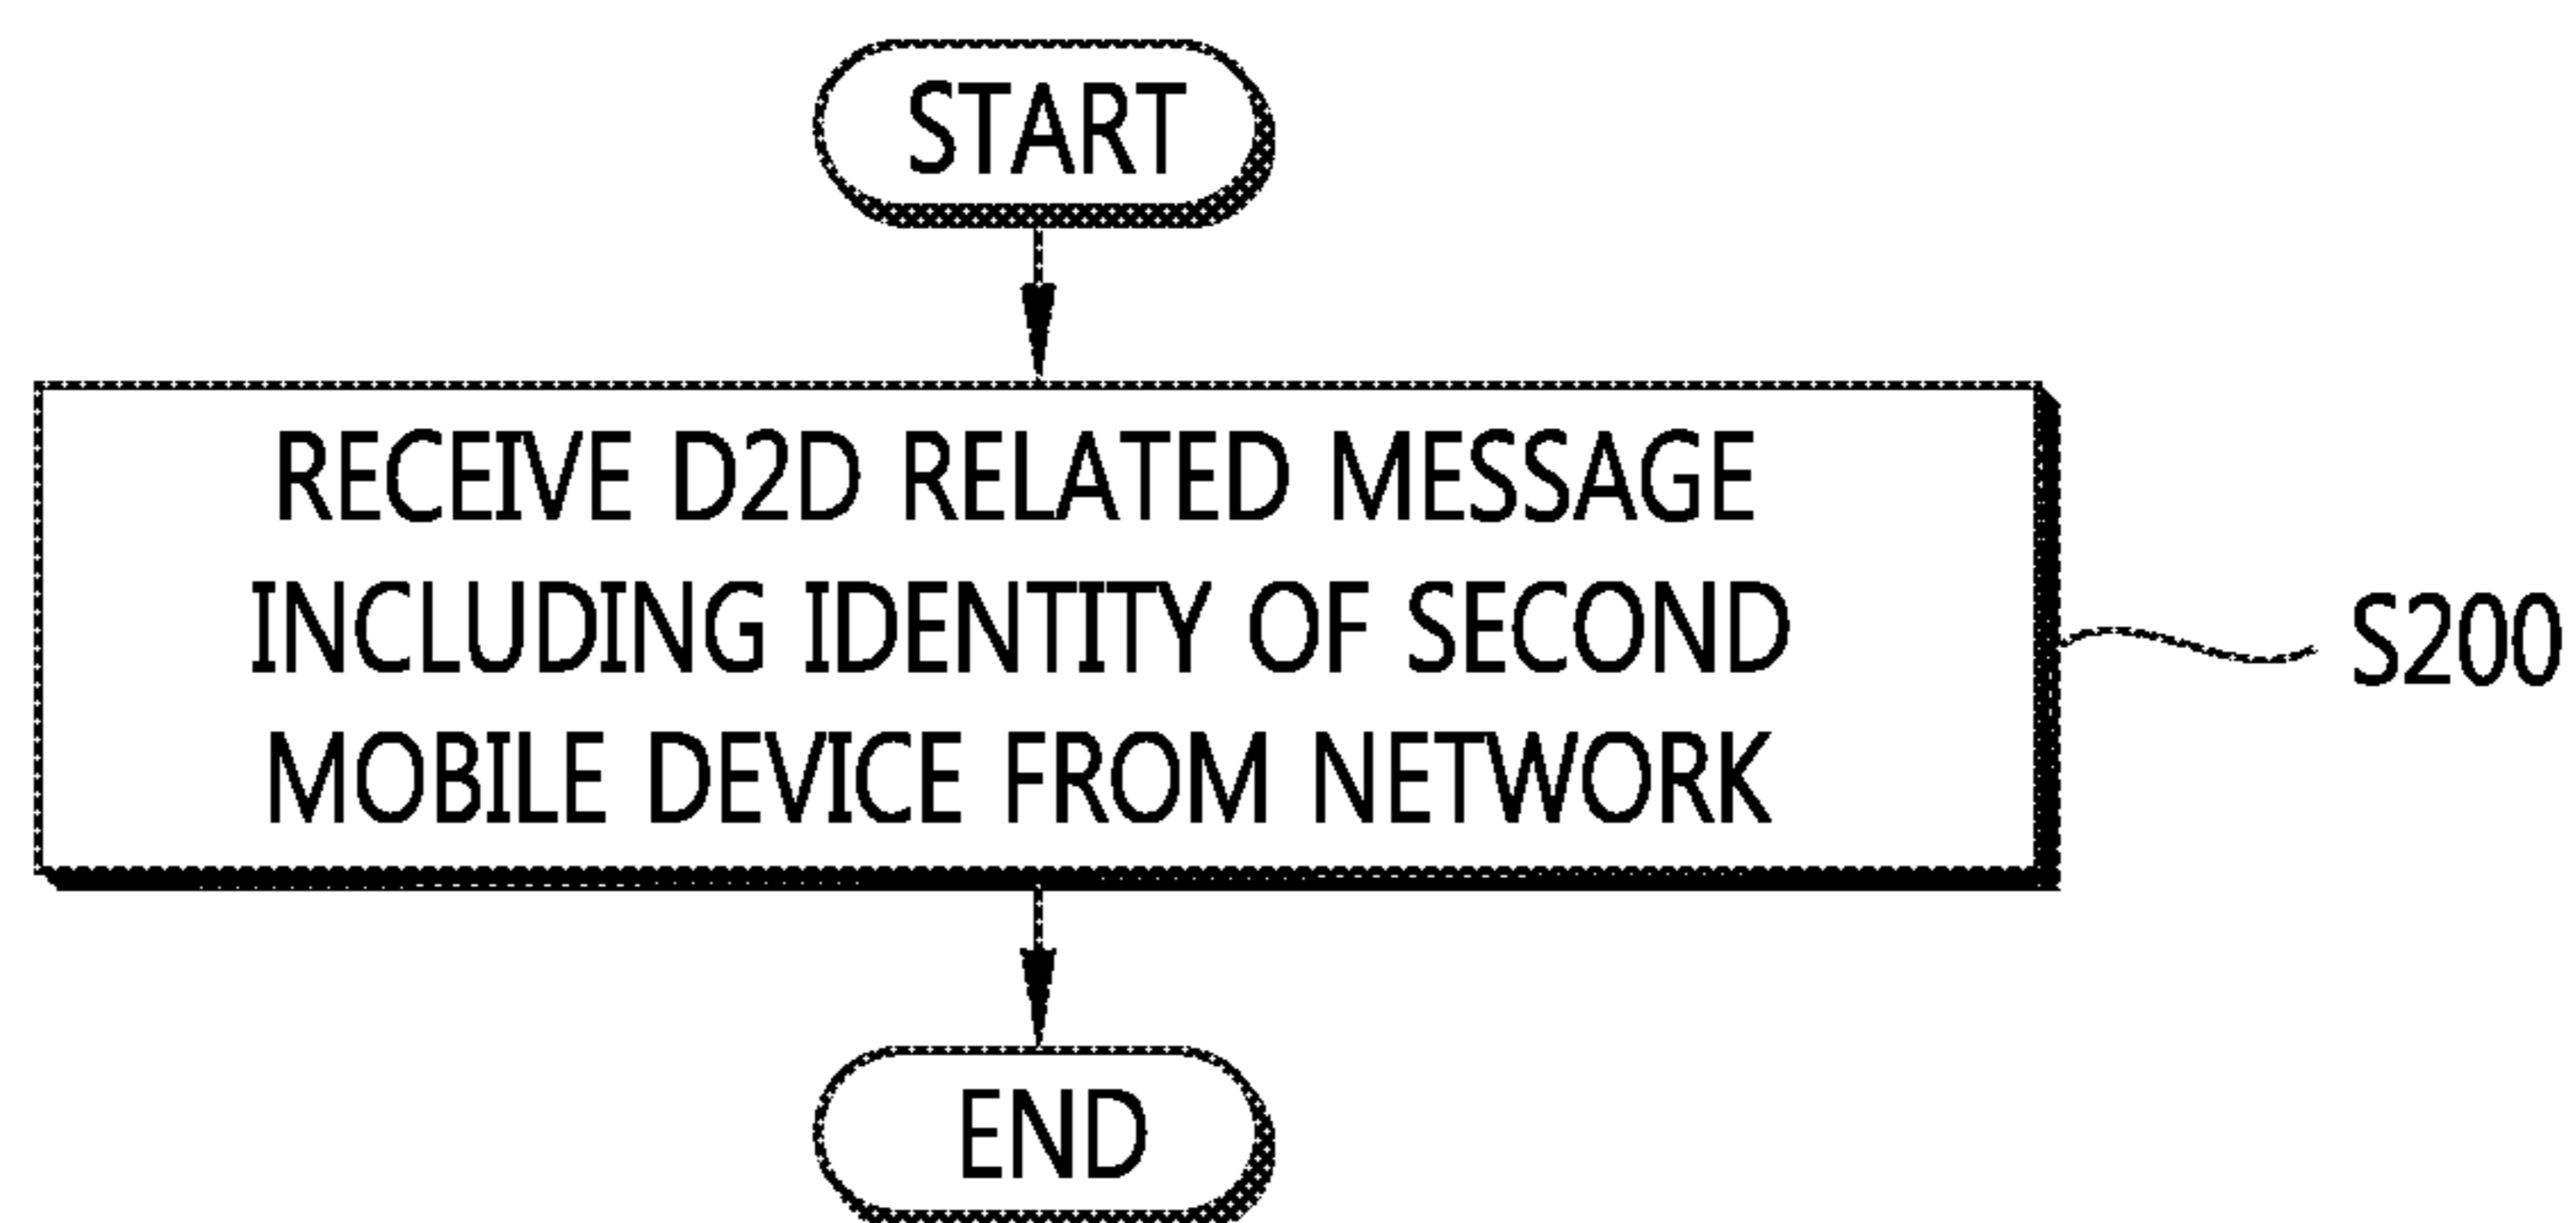 START
RECEIVE D2D RELATED MESSAGE
INCLUDING IDENTITY OF SECOND
MOBILE DEVICE FROM NETWORK
S200
END